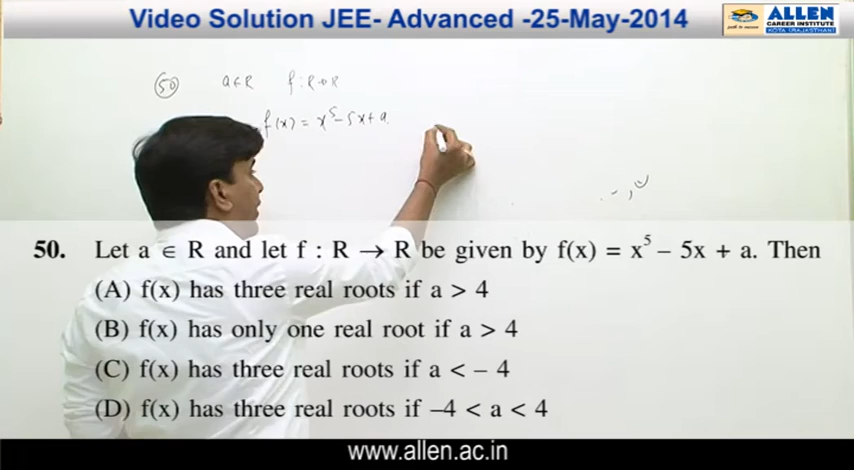 Video Solution JEE- Advanced -25-May-2014
ALLEN
CAREER INSTITUTE
KOTA (RAJASTHAN)
50 a ∈ R f : R → R
f(x) = x⁵ – 5x + a
50. Let a ∈ R and let f : R → R be given by f(x) = x⁵ – 5x + a. Then
(A) f(x) has three real roots if a > 4
(B) f(x) has only one real root if a > 4
(C) f(x) has three real roots if a < – 4
(D) f(x) has three real roots if –4 < a < 4
www.allen.ac.in